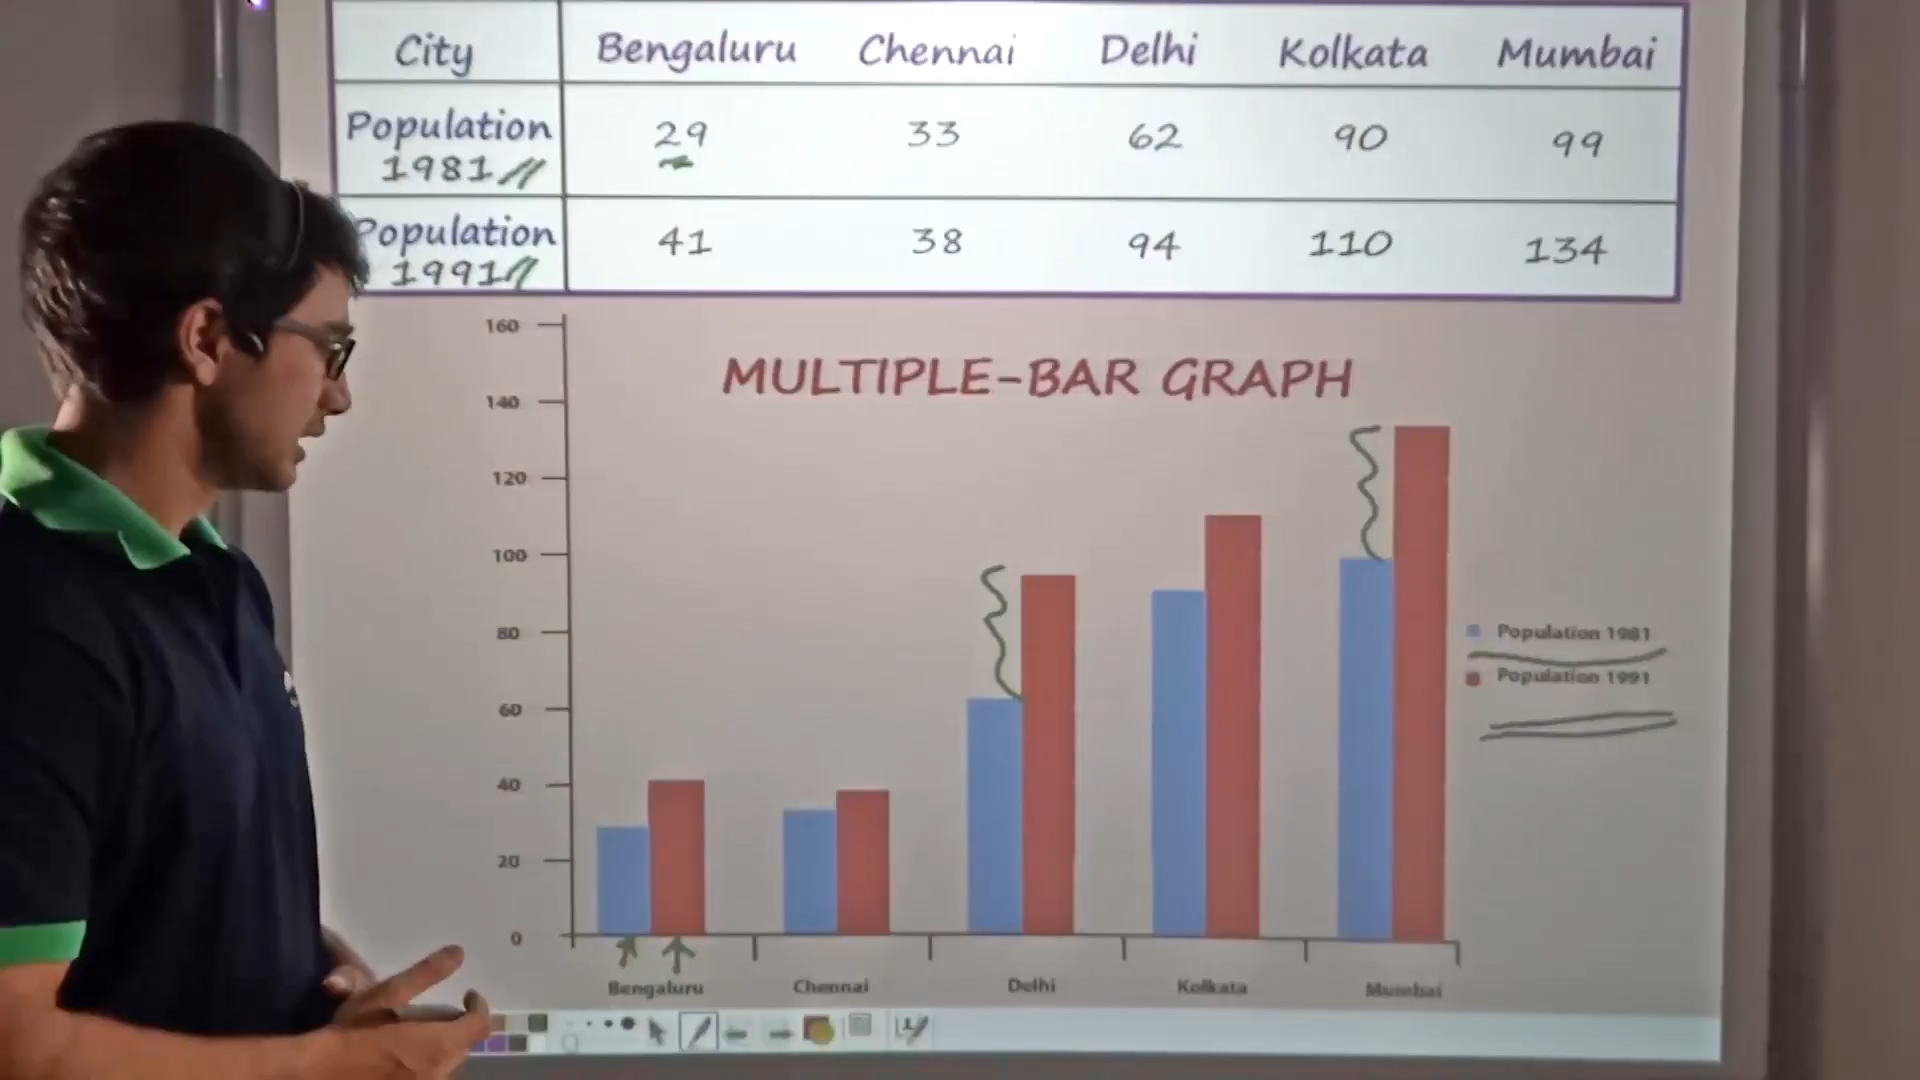 City Bengaluru Chennai Delhi Kolkata Mumbai
Population 1981 29 33 62 90 99
Population 1991 41 38 94 110 134
MULTIPLE-BAR GRAPH
160
140
120
100
80
60
40
20
0
Population 1981
Population 1991
Bengaluru Chennai Delhi Kolkata Mumbai